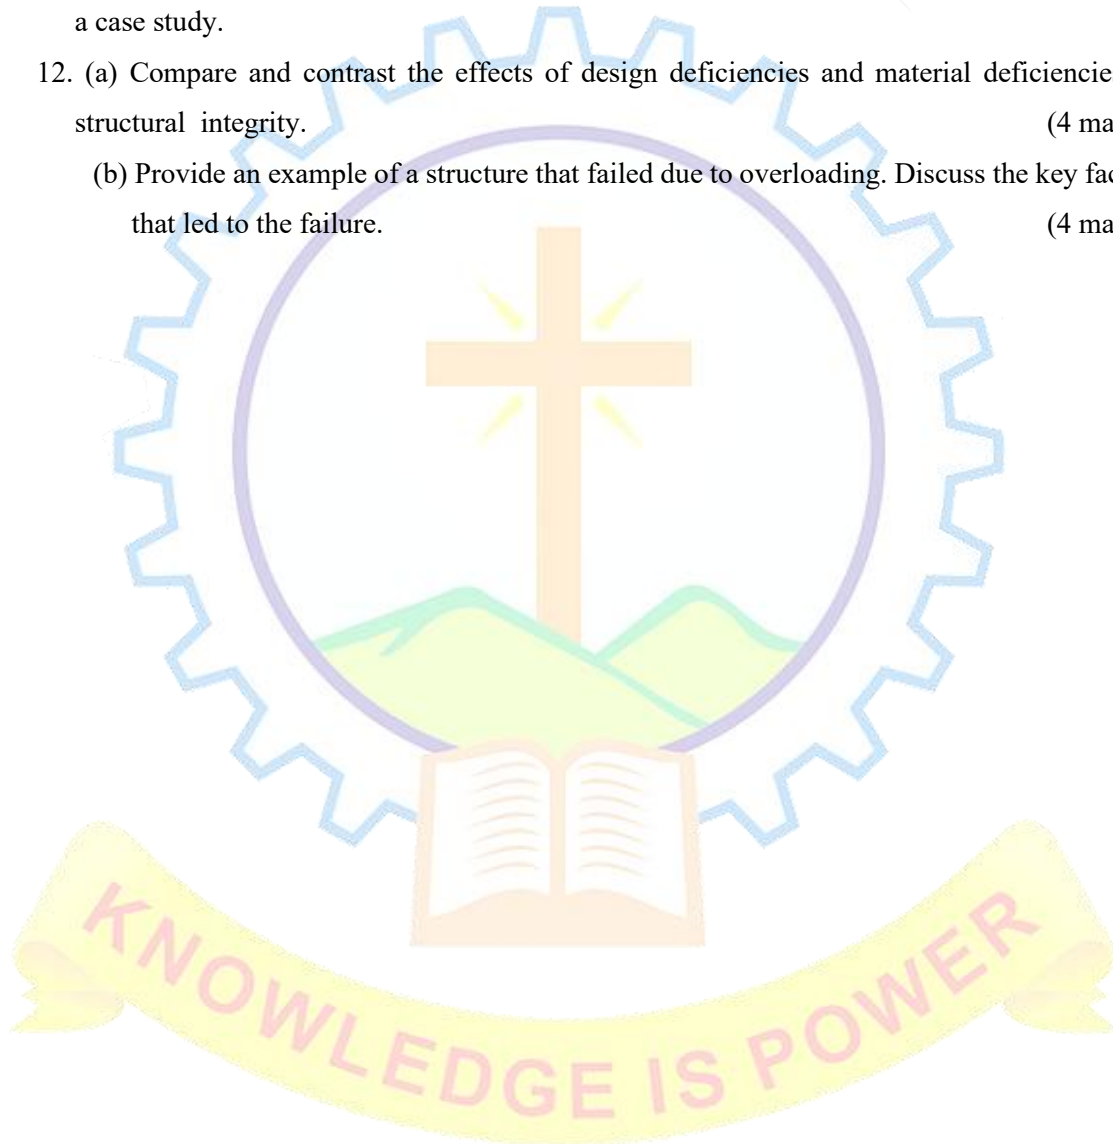 a case study.
12. (a) Compare and contrast the effects of design deficiencies and material deficiencie
structural integrity. (4 ma
(b) Provide an example of a structure that failed due to overloading. Discuss the key fac
that led to the failure. (4 ma
KNOWLEDGE IS POWER